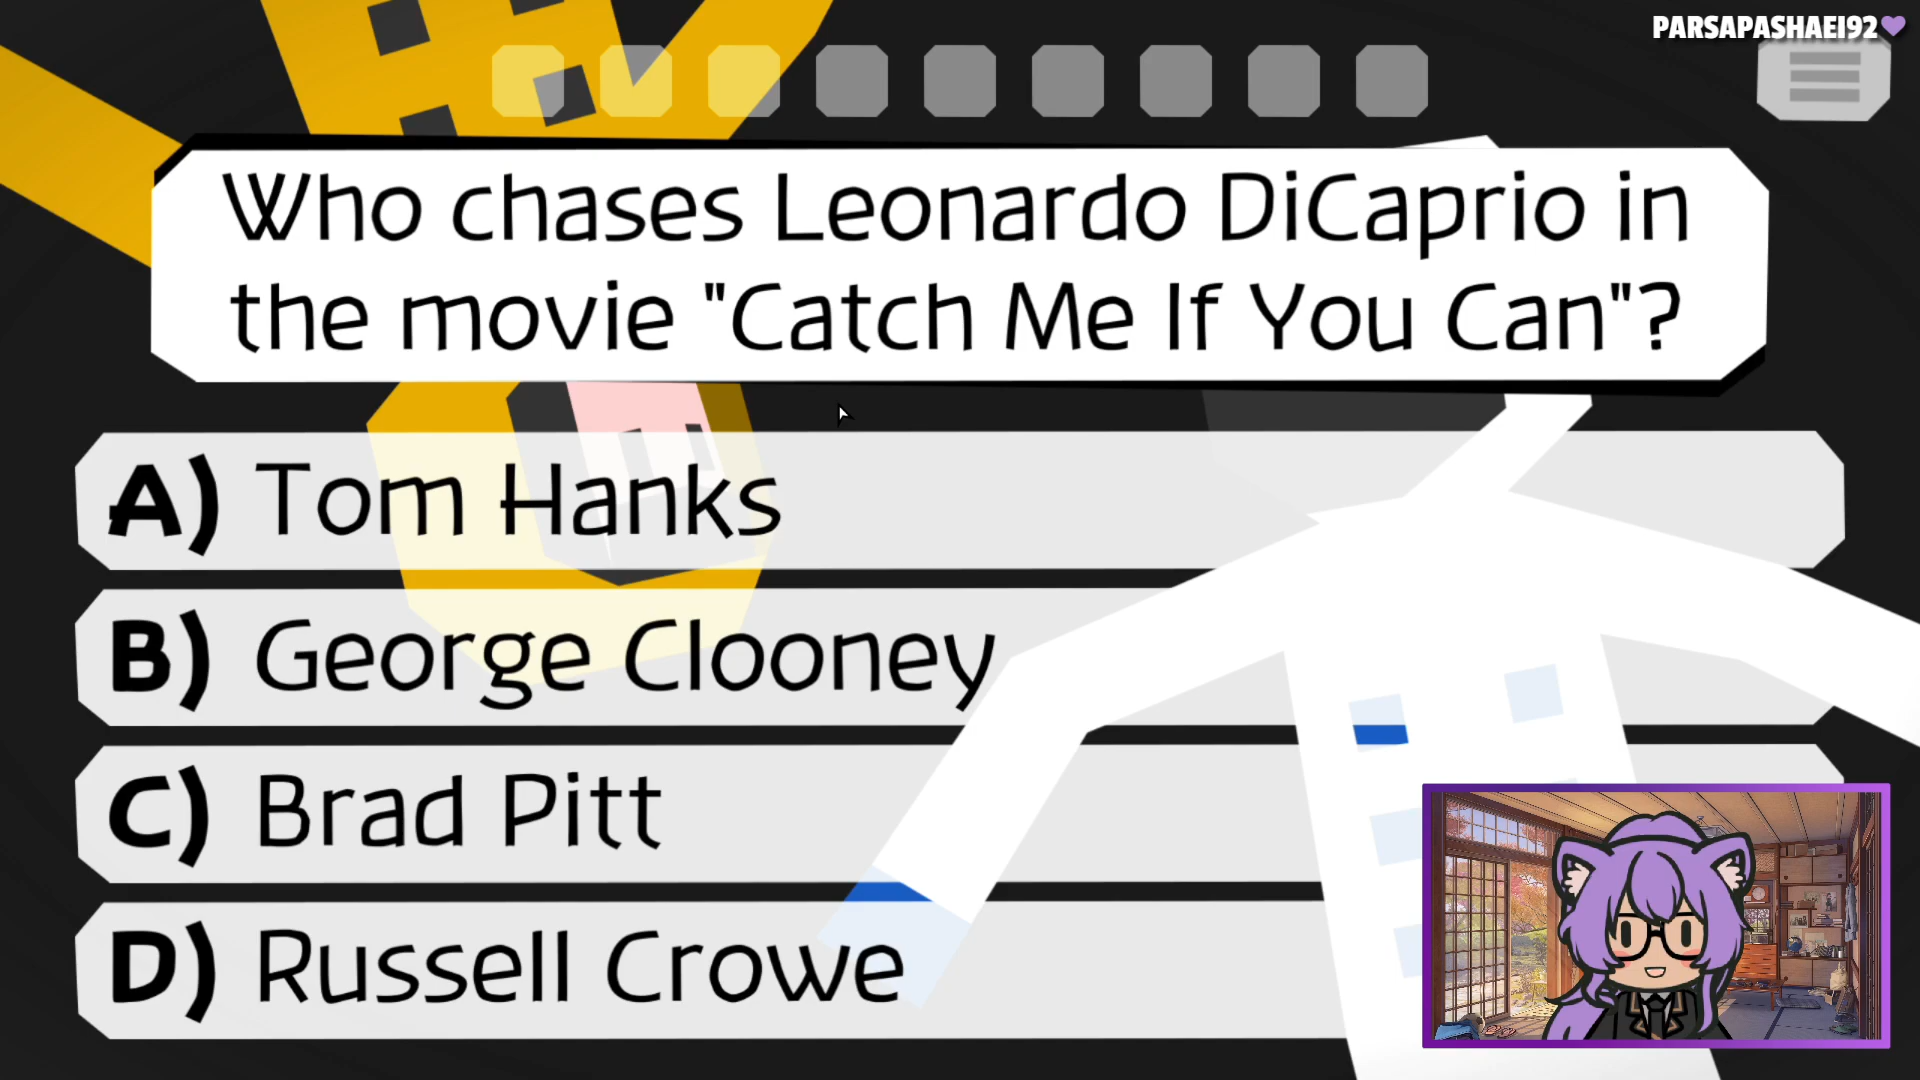 PARSAPASHAEI92💜
Who chases Leonardo DiCaprio in
the movie "Catch Me If You Can"?
A) Tom Hanks
B) George Clooney
C) Brad Pitt
D) Russell Crowe